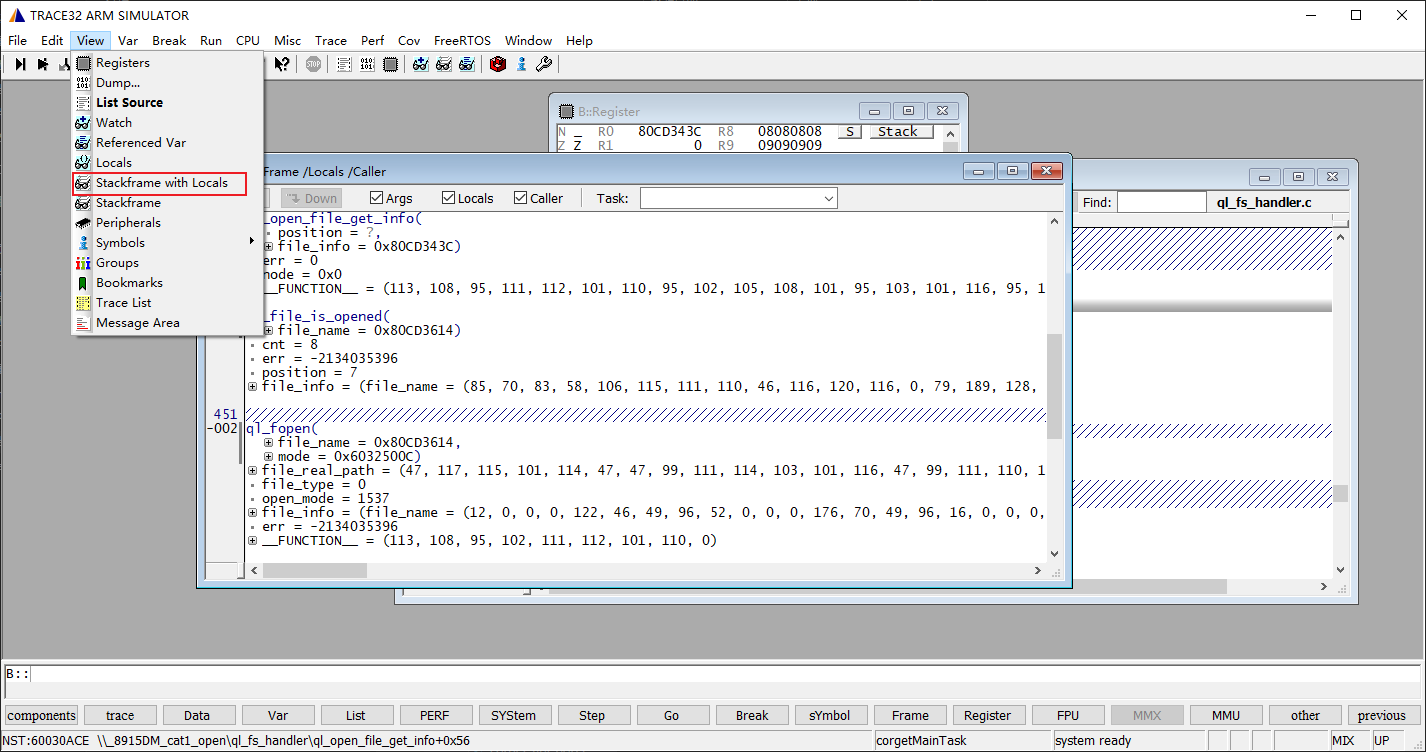 TRACE32 ARM SIMULATOR
File Edit View Var Break Run CPU Misc Trace Perf Cov FreeRTOS Window Help
Registers
Dump...
List Source
Watch
Referenced Var
Locals
Stackframe with Locals
Stackframe
Peripherals
Symbols
Groups
Bookmarks
Trace List
Message Area
B::Register
N _ R0 80CD343C R8 08080808 S Stack
Z Z R1 0 R9 09090909
Frame /Locals /Caller
Down Args Locals Caller Task:
_open_file_get_info(
position = ?,
file_info = 0x80CD343C)
err = 0
node = 0x0
__FUNCTION__ = (113, 108, 95, 111, 112, 101, 110, 95, 102, 105, 108, 101, 95, 103, 101, 116, 95, 1
_file_is_opened(
file_name = 0x80CD3614)
cnt = 8
err = -2134035396
position = 7
file_info = (file_name = (85, 70, 83, 58, 106, 115, 111, 110, 46, 116, 120, 116, 0, 79, 189, 128,
451
-002 ql_fopen(
file_name = 0x80CD3614,
mode = 0x6032500C)
file_real_path = (47, 117, 115, 101, 114, 47, 47, 99, 111, 114, 103, 101, 116, 47, 99, 111, 110, 1
file_type = 0
open_mode = 1537
file_info = (file_name = (12, 0, 0, 0, 122, 46, 49, 96, 52, 0, 0, 0, 176, 70, 49, 96, 16, 0, 0, 0,
err = -2134035396
__FUNCTION__ = (113, 108, 95, 102, 111, 112, 101, 110, 0)
Find: ql_fs_handler.c
B::
components trace Data Var List PERF SYStem Step Go Break sYmbol Frame Register FPU MMX MMU other previous
NST:60030ACE \\_8915DM_cat1_open\ql_fs_handler\ql_open_file_get_info+0x56 corgetMainTask system ready MIX UP